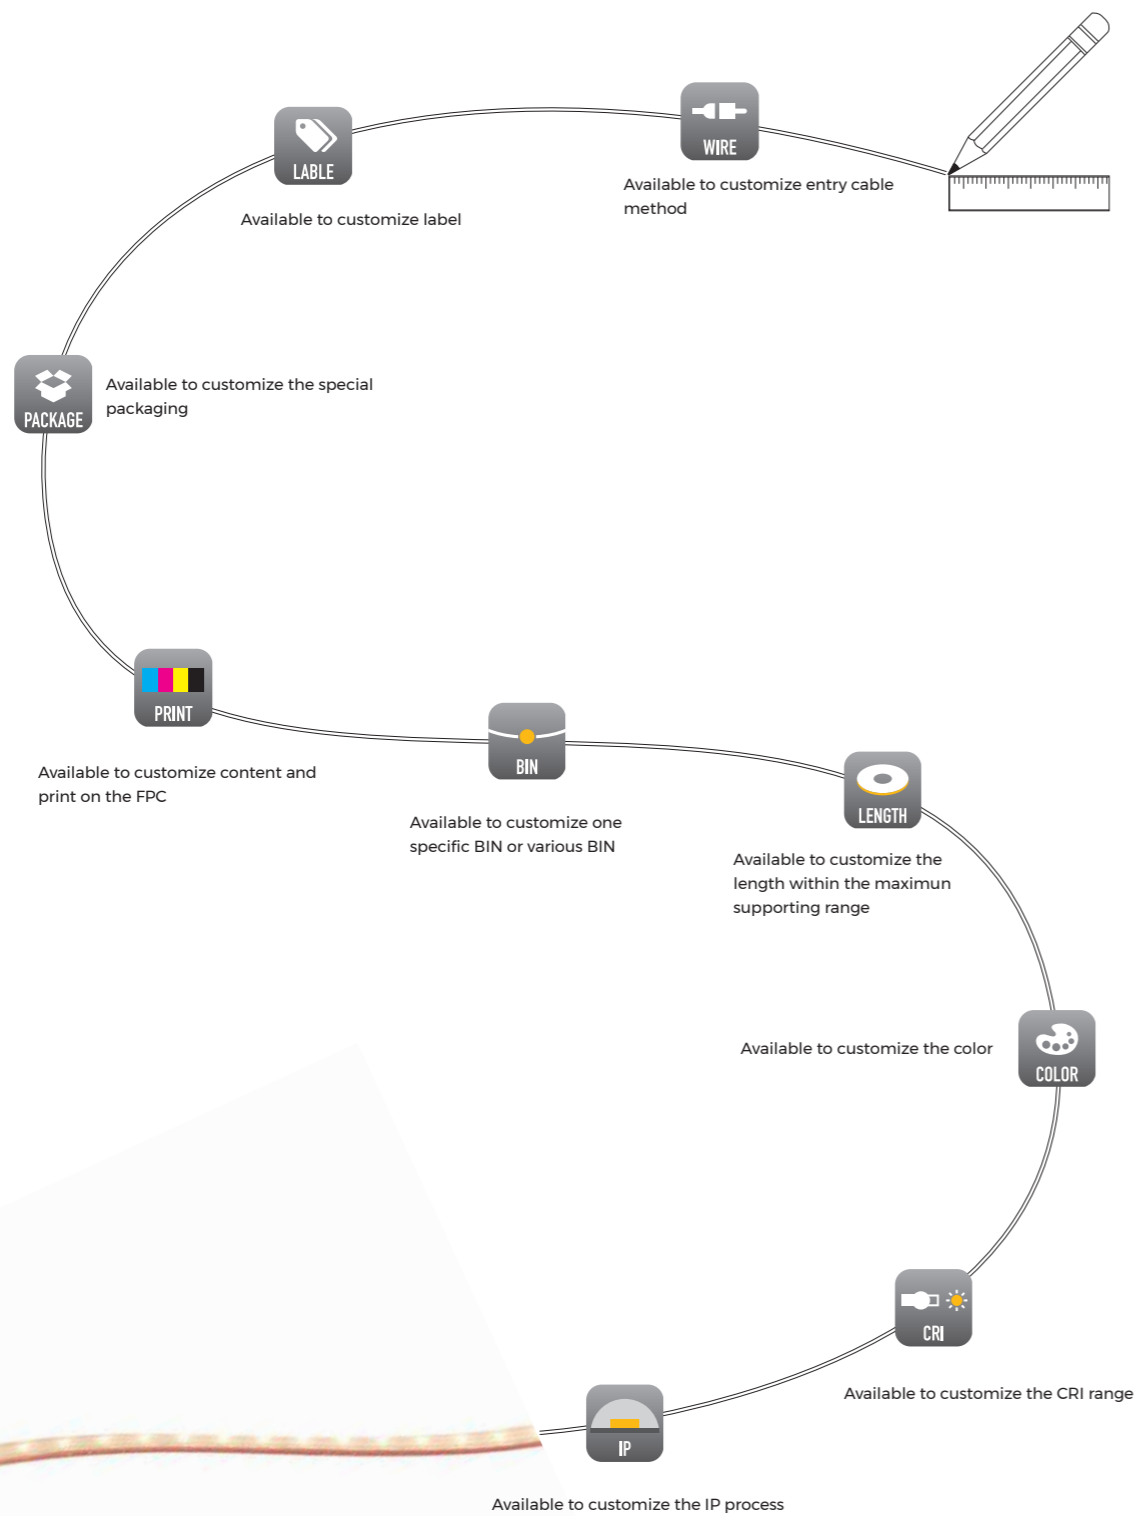 WIRE
Available to customize entry cable
method
LABLE
Available to customize label
PACKAGE
Available to customize the special
packaging
PRINT
Available to customize content and
print on the FPC
BIN
Available to customize one
specific BIN or various BIN
LENGTH
Available to customize the
length within the maximun
supporting range
COLOR
Available to customize the color
CRI
Available to customize the CRI range
IP
Available to customize the IP process